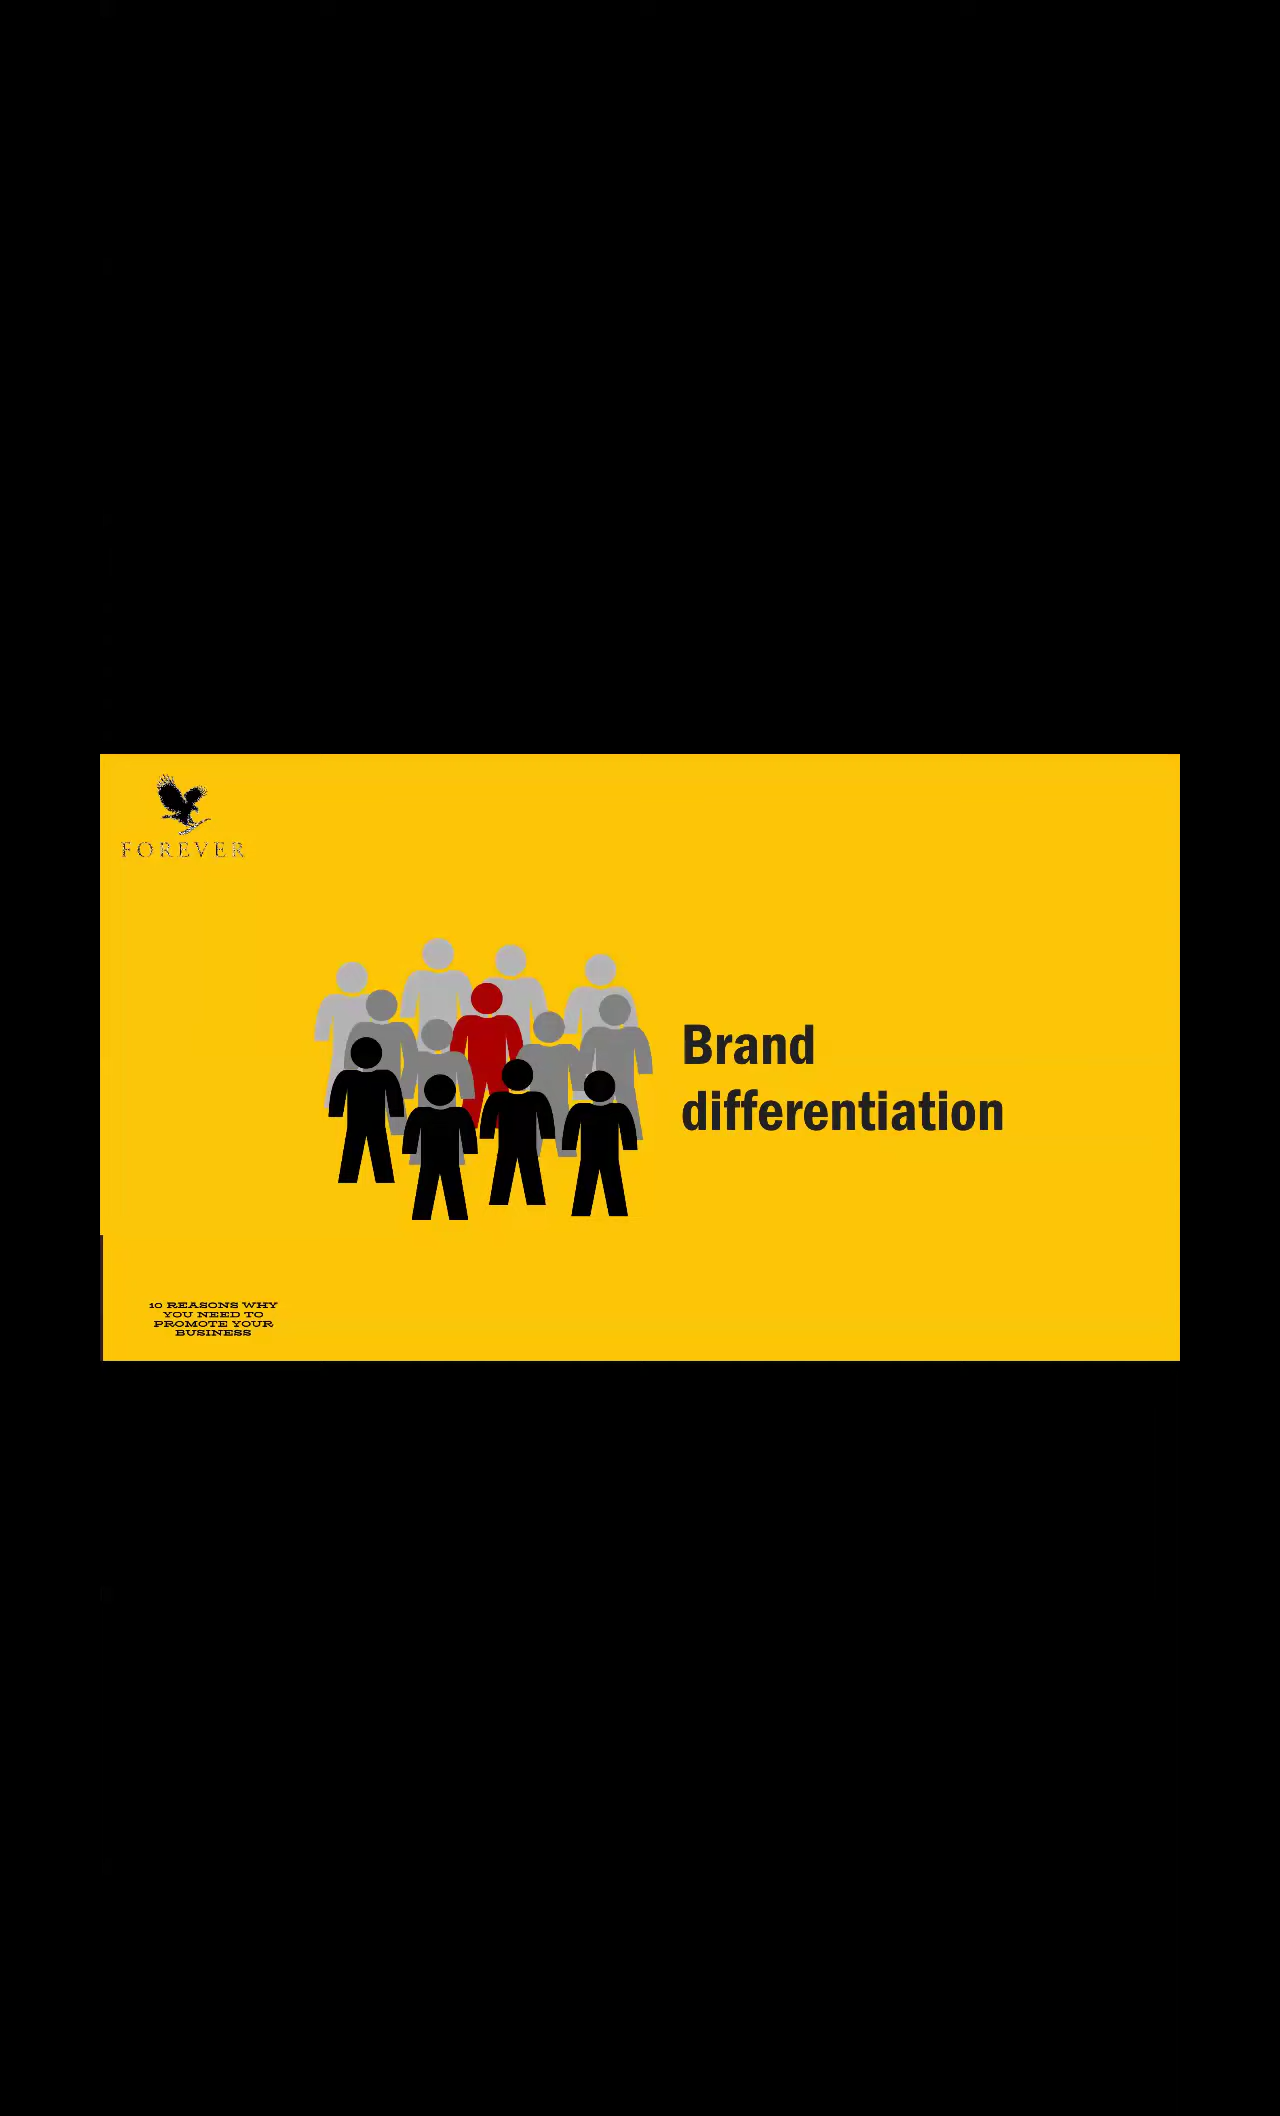 FOREVER
Brand
differentiation
10 REASONS WHY
YOU NEED TO
PROMOTE YOUR
BUSINESS